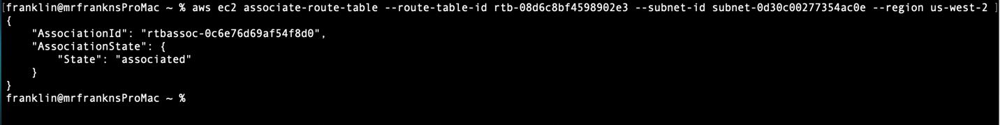 [franklin@mrfranknsProMac ~ % aws ec2 associate-route-table --route-table-id rtb-08d6c8bf4598902e3 --subnet-id subnet-0d30c00277354ac0e --region us-west-2 ]
{
    "AssociationId": "rtbassoc-0c6e76d69af54f8d0",
    "AssociationState": {
        "State": "associated"
    }
}
franklin@mrfranknsProMac ~ %